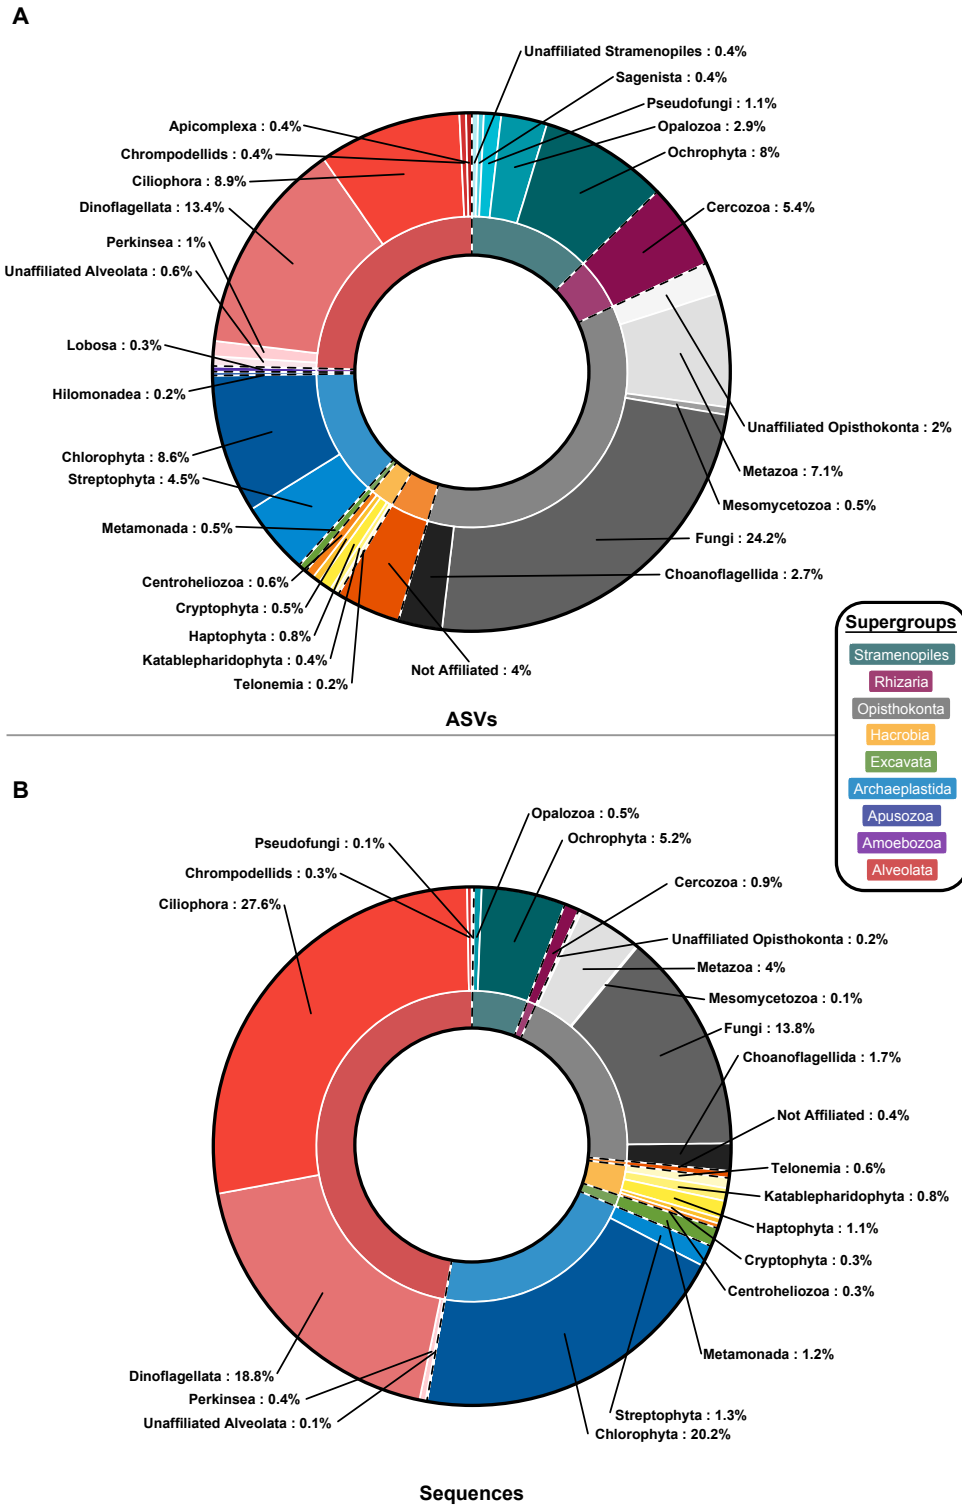 A
Unaffiliated Stramenopiles : 0.4%
Sagenista : 0.4%
Pseudofungi : 1.1%
Opalozoa : 2.9%
Ochrophyta : 8%
Cercozoa : 5.4%
Apicomplexa : 0.4%
Chrompodellids : 0.4%
Ciliophora : 8.9%
Dinoflagellata : 13.4%
Perkinsea : 1%
Unaffiliated Alveolata : 0.6%
Lobosa : 0.3%
Hilomonadea : 0.2%
Chlorophyta : 8.6%
Streptophyta : 4.5%
Metamonada : 0.5%
Centroheliozoa : 0.6%
Cryptophyta : 0.5%
Haptophyta : 0.8%
Katablepharidophyta : 0.4%
Telonemia : 0.2%
Unaffiliated Opisthokonta : 2%
Metazoa : 7.1%
Mesomycetozoa : 0.5%
Fungi : 24.2%
Choanoflagellida : 2.7%
Not Affiliated : 4%
ASVs
Supergroups
Stramenopiles
Rhizaria
Opisthokonta
Hacrobia
Excavata
Archaeplastida
Apusozoa
Amoebozoa
Alveolata
B
Opalozoa : 0.5%
Ochrophyta : 5.2%
Pseudofungi : 0.1%
Chrompodellids : 0.3%
Ciliophora : 27.6%
Cercozoa : 0.9%
Unaffiliated Opisthokonta : 0.2%
Metazoa : 4%
Mesomycetozoa : 0.1%
Fungi : 13.8%
Choanoflagellida : 1.7%
Not Affiliated : 0.4%
Telonemia : 0.6%
Katablepharidophyta : 0.8%
Haptophyta : 1.1%
Cryptophyta : 0.3%
Centroheliozoa : 0.3%
Metamonada : 1.2%
Streptophyta : 1.3%
Chlorophyta : 20.2%
Dinoflagellata : 18.8%
Perkinsea : 0.4%
Unaffiliated Alveolata : 0.1%
Sequences